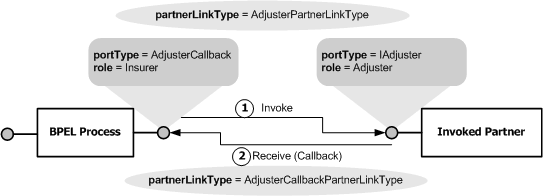 partnerLinkType = AdjusterPartnerLinkType
portType = AdjusterCallback
role = Insurer
portType = IAdjuster
role = Adjuster
1 Invoke
BPEL Process
Invoked Partner
2 Receive (Callback)
partnerLinkType = AdjusterCallbackPartnerLinkType